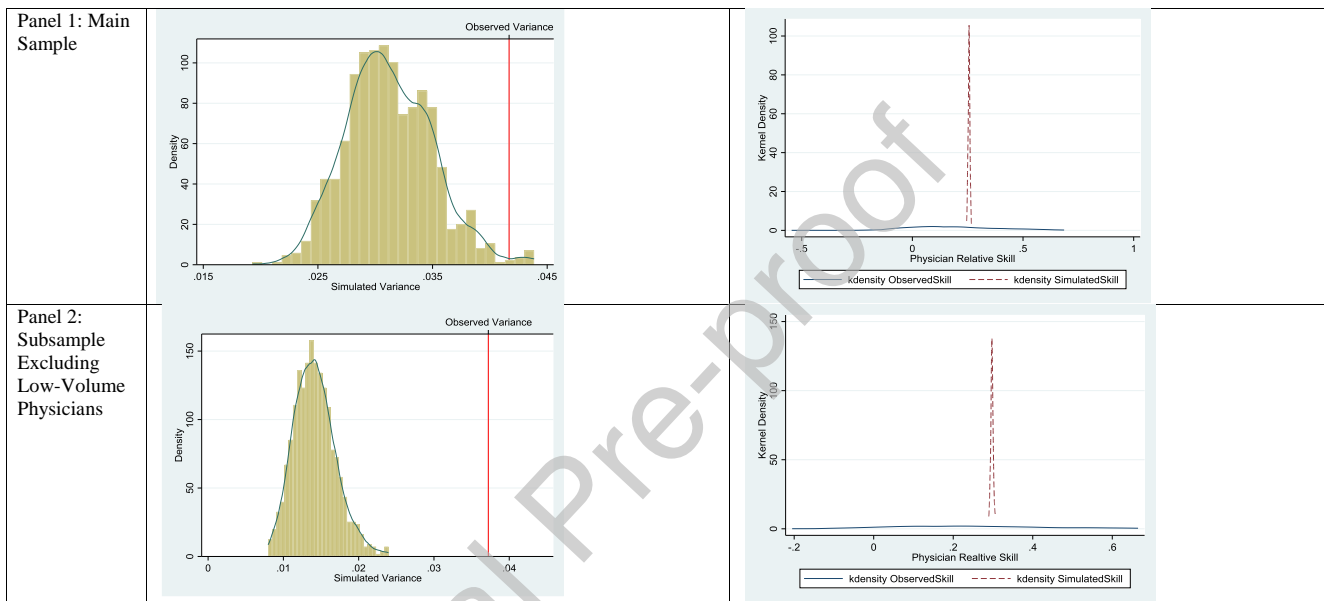 Panel 1: Main
Sample
Observed Variance
Density
0 20 40 60 80 100
.015 .025 .035 .045
Simulated Variance
Kernel Density
0 20 40 60 80 100
-.5 0 .5 1
Physician Relative Skill
kdensity ObservedSkill kdensity SimulatedSkill
Panel 2:
Subsample
Excluding
Low-Volume
Physicians
Observed Variance
Density
0 50 100 150
0 .01 .02 .03 .04
Simulated Variance
Kernel Density
0 50 100 150
-.2 0 .2 .4 .6
Physician Realtive Skill
kdensity ObservedSkill kdensity SimulatedSkill
al Pre-proof